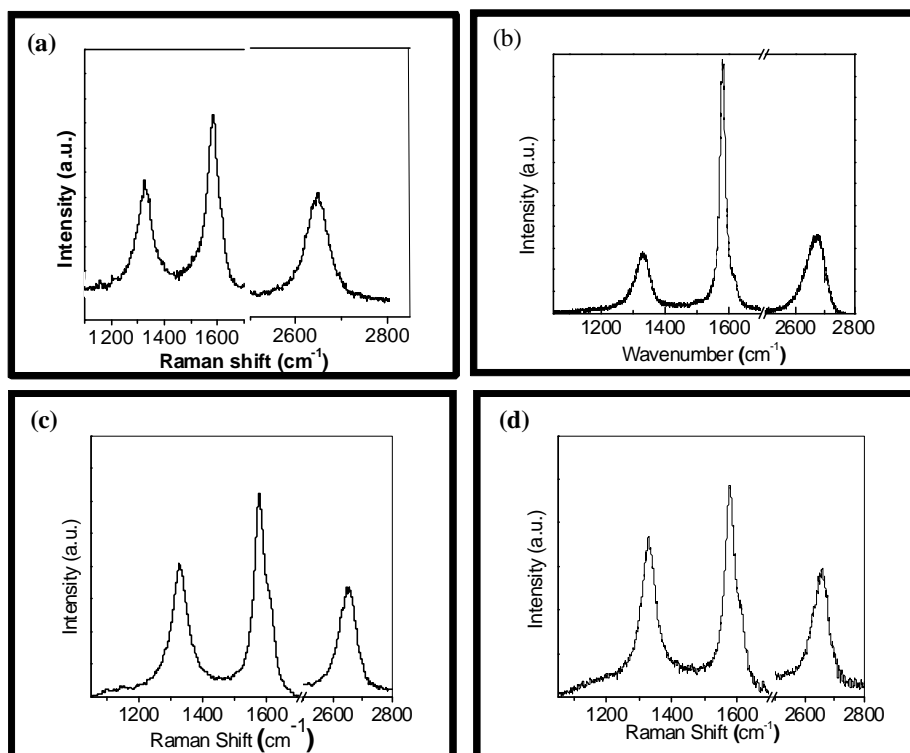 (a)
Intensity (a.u.)
1200 1400 1600 2600 2800
Raman shift (cm-1)
(b)
Intensity (a.u.)
1200 1400 1600 2600 2800
Wavenumber (cm-1)
(c)
Intensity (a.u.)
1200 1400 1600 2600 2800
Raman Shift (cm-1)
(d)
Intensity (a.u.)
1200 1400 1600 2600 2800
Raman Shift (cm-1)